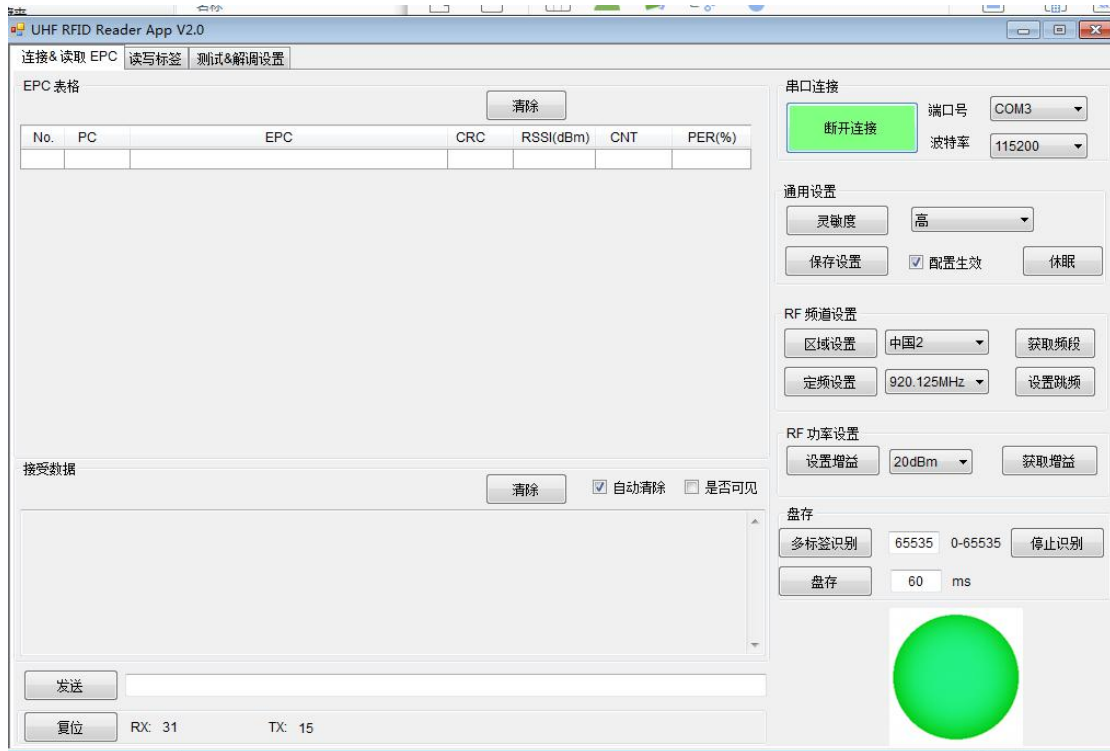 名称
UHF RFID Reader App V2.0
连接&读取 EPC 读写标签 测试&解调设置
EPC 表格
清除
No. PC EPC CRC RSSI(dBm) CNT PER(%)
接受数据
清除 自动清除 是否可见
发送
复位 RX: 31 TX: 15
串口连接
断开连接 端口号 COM3
波特率 115200
通用设置
灵敏度 高
保存设置 配置生效 休眠
RF 频道设置
区域设置 中国2 获取频段
定频设置 920.125MHz 设置跳频
RF 功率设置
设置增益 20dBm 获取增益
盘存
多标签识别 65535 0-65535 停止识别
盘存 60 ms